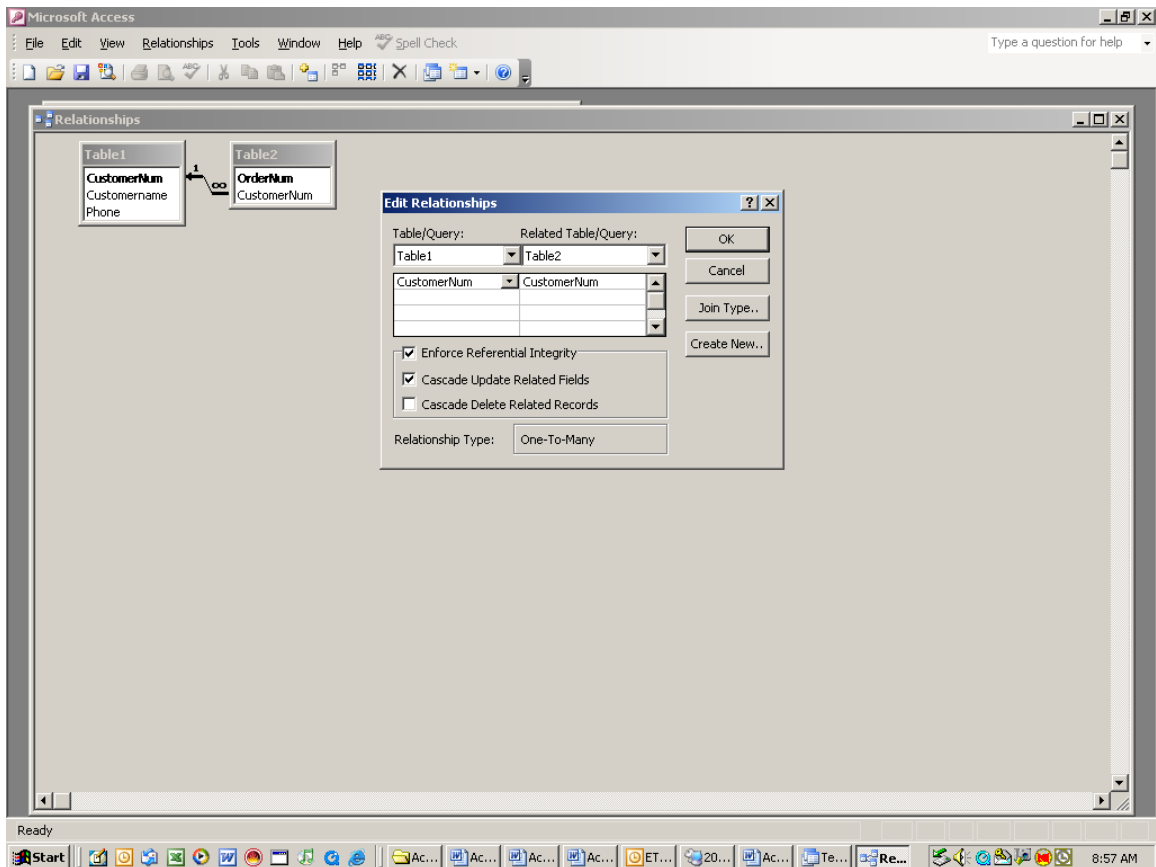 Microsoft Access
File Edit View Relationships Tools Window Help ABC Spell Check Type a question for help
ABC
Relationships
Table1
CustomerNum
Customername
Phone
1
∞
Table2
OrderNum
CustomerNum
Edit Relationships
Table/Query: Related Table/Query:
Table1 Table2
CustomerNum CustomerNum
Enforce Referential Integrity
Cascade Update Related Fields
Cascade Delete Related Records
Relationship Type: One-To-Many
OK
Cancel
Join Type..
Create New..
Ready
Start Ac... Ac... Ac... Ac... ET... 20... Ac... Te... Re... 8:57 AM